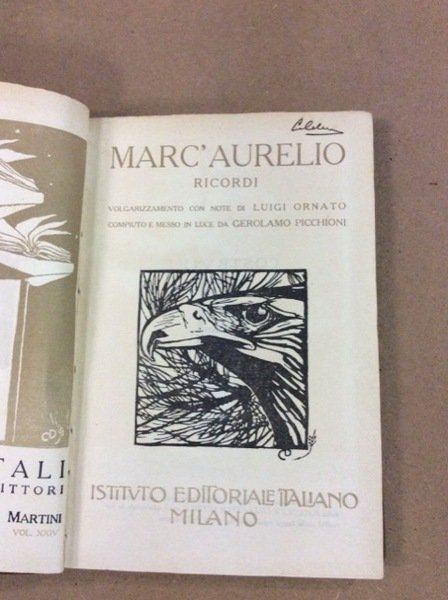 TALI
ITTORI
MARTINI
VOL. XXIV
MARC' AURELIO
RICORDI
VOLGARIZZAMENTO CON NOTE DI LUIGI ORNATO
COMPIUTO E MESSO IN LUCE DA GEROLAMO PICCHIONI
ISTITVTO EDITORIALE ITALIANO
MILANO